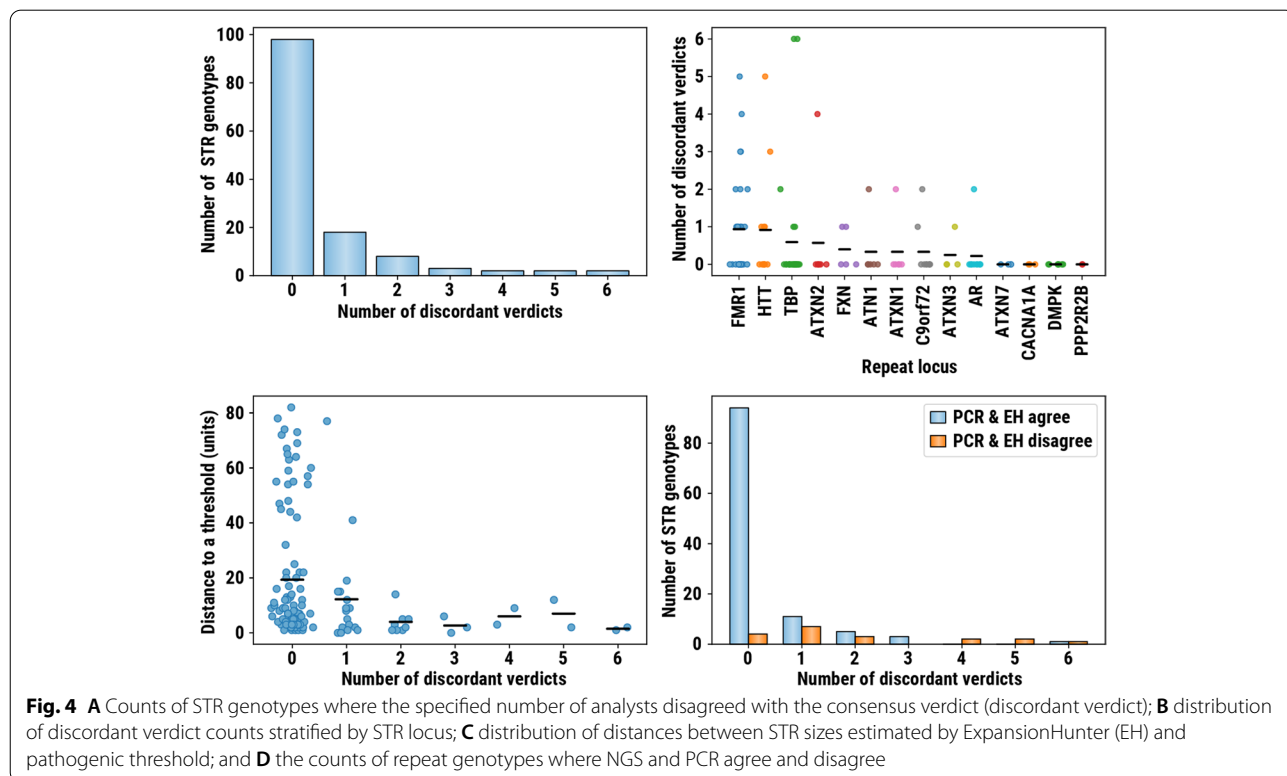 100
80
60
40
20
0
Number of STR genotypes
0 1 2 3 4 5 6
Number of discordant verdicts
6
5
4
3
2
1
0
Number of discordant verdicts
FMR1
HTT
TBP
ATXN2
FXN
ATN1
ATXN1
C9orf72
ATXN3
AR
ATXN7
CACNA1A
DMPK
PPP2R2B
Repeat locus
80
60
40
20
0
Distance to a threshold (units)
0 1 2 3 4 5 6
Number of discordant verdicts
PCR & EH agree
PCR & EH disagree
80
60
40
20
0
Number of STR genotypes
0 1 2 3 4 5 6
Number of discordant verdicts
Fig. 4 A Counts of STR genotypes where the specified number of analysts disagreed with the consensus verdict (discordant verdict); B distribution
of discordant verdict counts stratified by STR locus; C distribution of distances between STR sizes estimated by ExpansionHunter (EH) and
pathogenic threshold; and D the counts of repeat genotypes where NGS and PCR agree and disagree